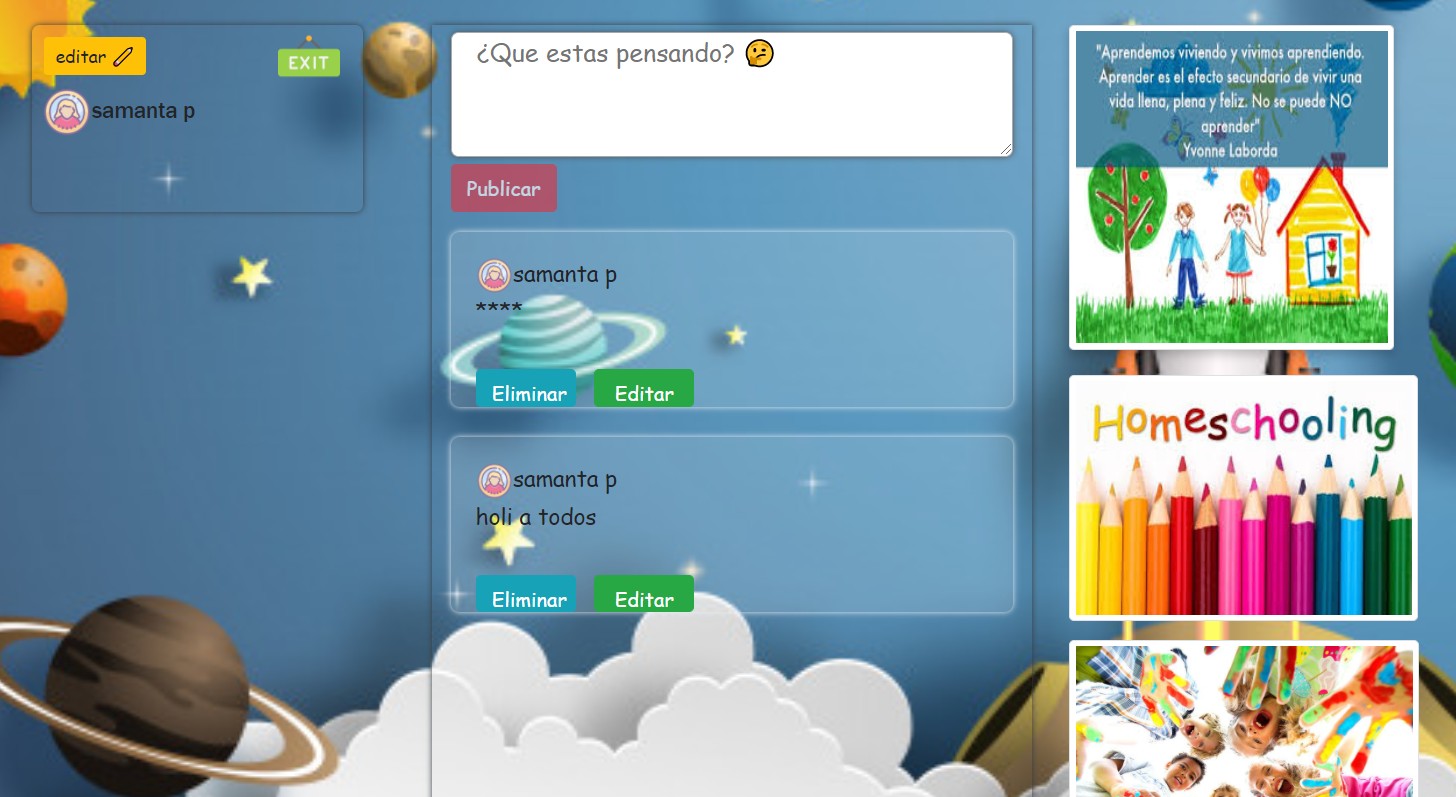 editar
EXIT
samanta p
¿Que estas pensando? 🤔
Publicar
samanta p
****
Eliminar Editar
samanta p
holi a todos
Eliminar Editar
"Aprendemos viviendo y vivimos aprendiendo.
Aprender es el efecto secundario de vivir una
vida llena, plena y feliz. No se puede NO
aprender"
Yvonne Laborda
Homeschooling